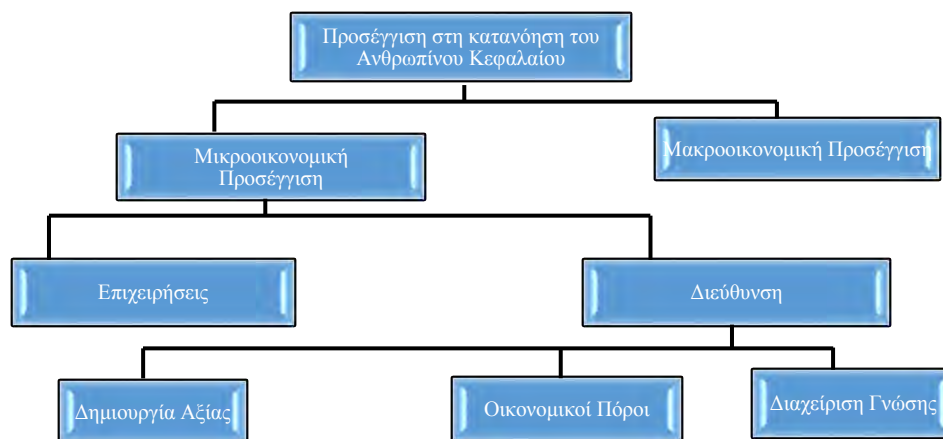 Προσέγγιση στη κατανόηση του
Ανθρωπίνου Κεφαλαίου
Μικροοικονομική
Προσέγγιση
Μακροοικονομική Προσέγγιση
Επιχειρήσεις
Διεύθυνση
Δημιουργία Αξίας
Οικονομικοί Πόροι
Διαχείριση Γνώσης